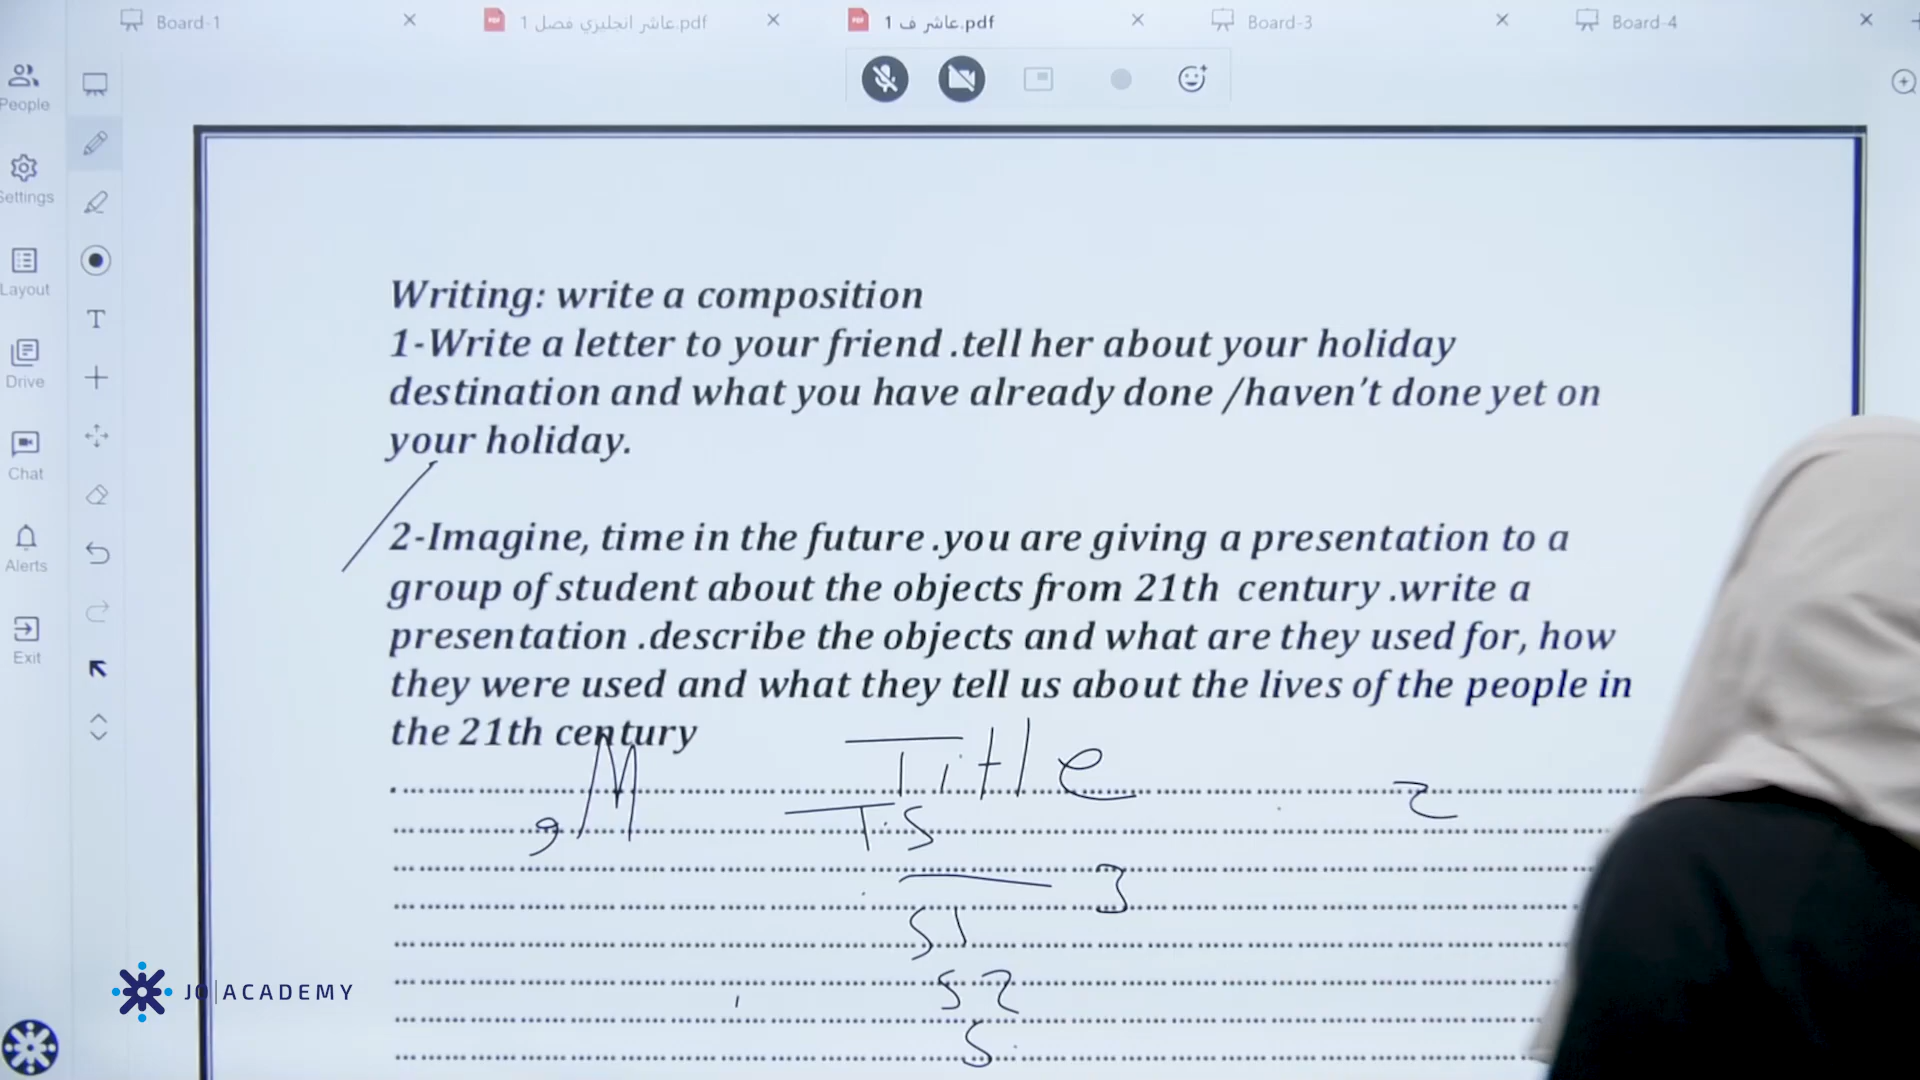 Board-1
عاشر انجليزي فصل 1.pdf
عاشر ف 1.pdf
Board-3
Board-4
People
Settings
Layout
Drive
Chat
Alerts
Exit
T
Writing: write a composition
1-Write a letter to your friend .tell her about your holiday
destination and what you have already done /haven't done yet on
your holiday.
2-Imagine, time in the future .you are giving a presentation to a
group of student about the objects from 21th century .write a
presentation .describe the objects and what are they used for, how
they were used and what they tell us about the lives of the people in
the 21th century
Title
M
2
T.S
3
S1
S2
S
JO ACADEMY